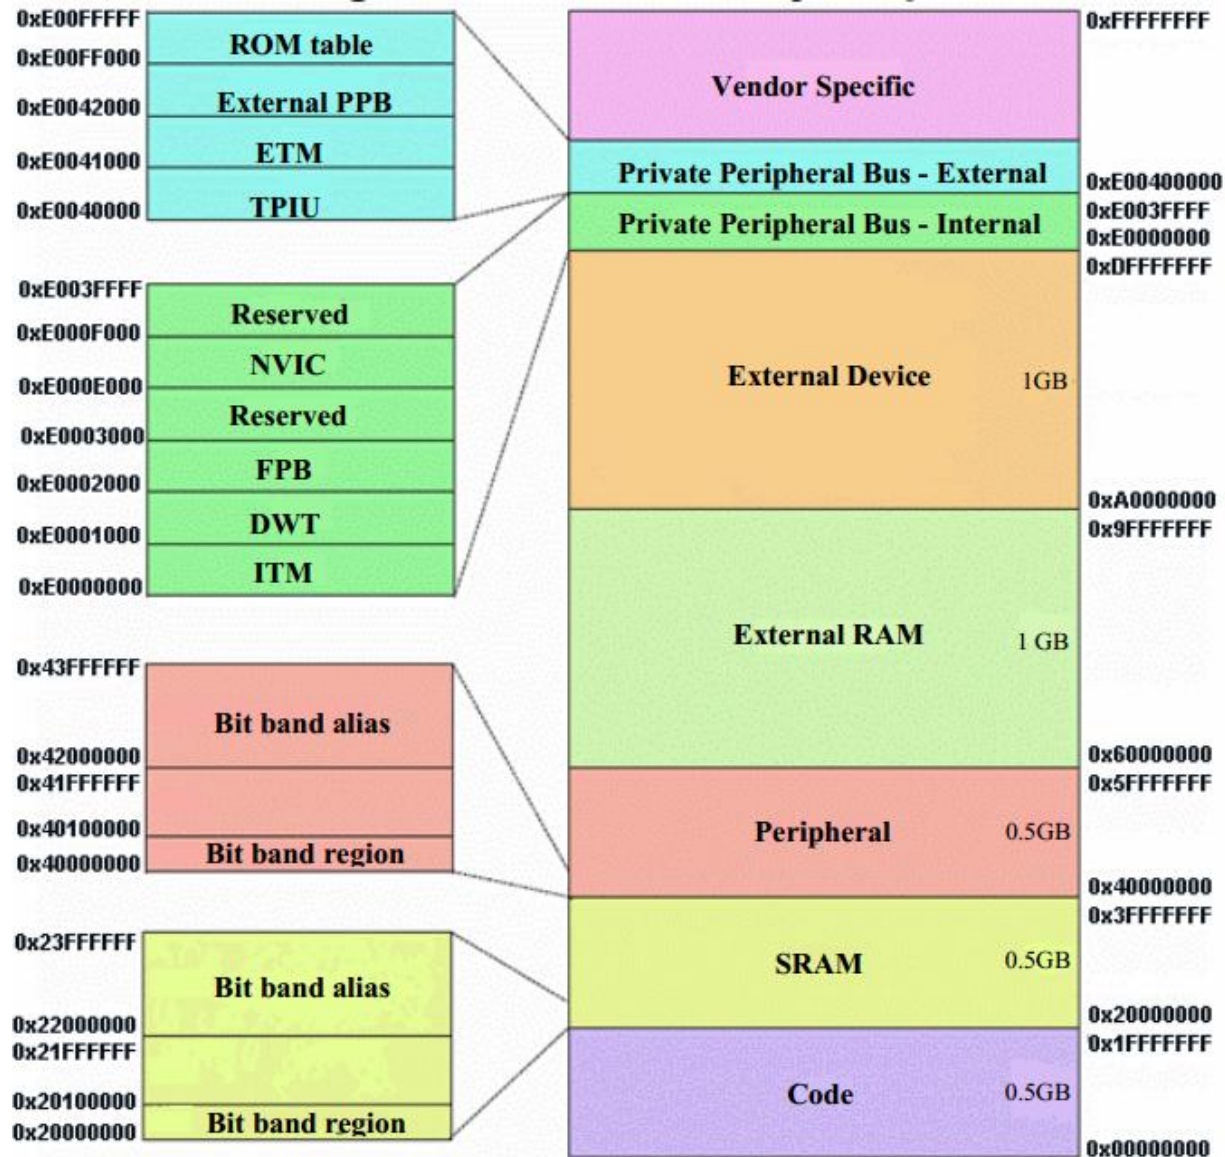 0xE00FFFFF
ROM table
0xE00FF000
External PPB
0xE0042000
ETM
0xE0041000
TPIU
0xE0040000
0xE003FFFF
Reserved
0xE000F000
NVIC
0xE000E000
Reserved
0xE0003000
FPB
0xE0002000
DWT
0xE0001000
ITM
0xE0000000
0x43FFFFFF
Bit band alias
0x42000000
0x41FFFFFF
0x40100000
Bit band region
0x40000000
0x23FFFFFF
Bit band alias
0x22000000
0x21FFFFFF
0x20100000
Bit band region
0x20000000
0xFFFFFFFF
Vendor Specific
Private Peripheral Bus - External
0xE00400000
0xE003FFFF
Private Peripheral Bus - Internal
0xE0000000
0xDFFFFFFF
External Device 1GB
0xA0000000
0x9FFFFFFF
External RAM 1 GB
0x60000000
0x5FFFFFFF
Peripheral 0.5GB
0x40000000
0x3FFFFFFF
SRAM 0.5GB
0x20000000
0x1FFFFFFF
Code 0.5GB
0x00000000